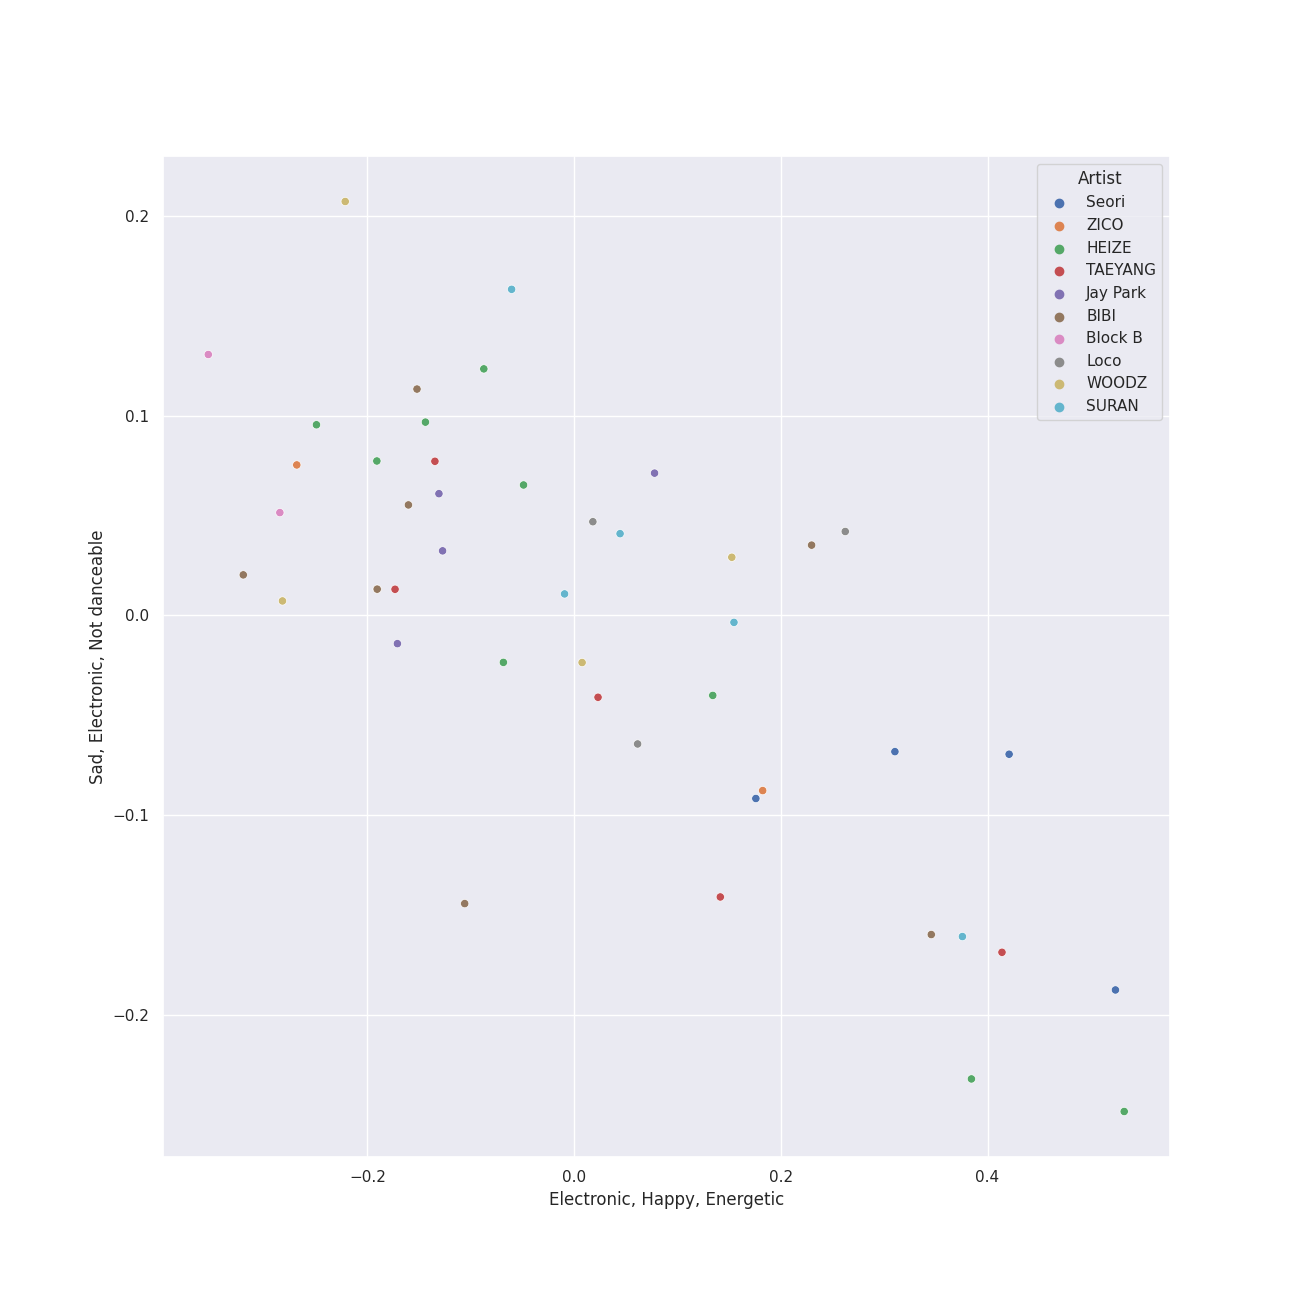 Artist
Seori
ZICO
HEIZE
TAEYANG
Jay Park
BIBI
Block B
Loco
WOODZ
SURAN
0.2
0.1
0.0
−0.1
−0.2
Sad, Electronic, Not danceable
−0.2
0.0
0.2
0.4
Electronic, Happy, Energetic